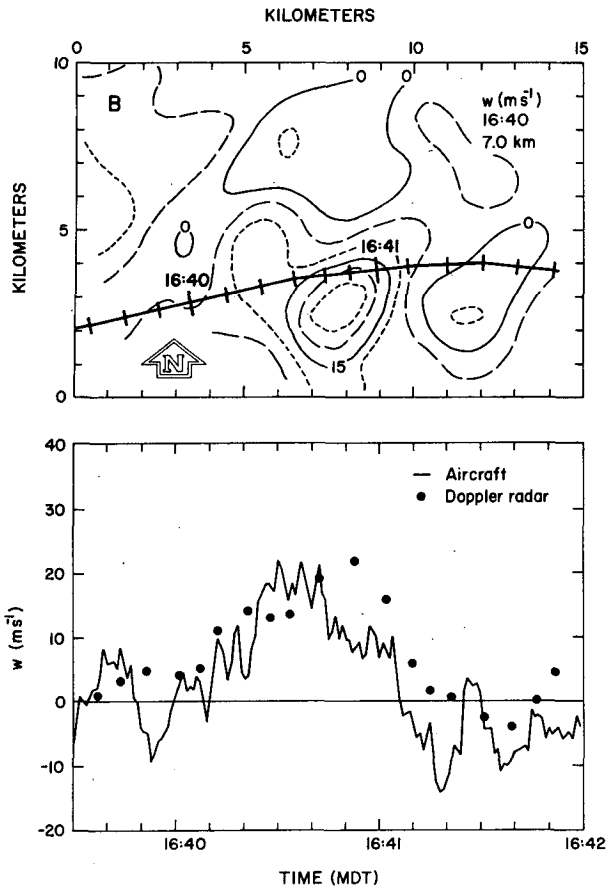 KILOMETERS
0 5 10 15
10
B
0 0
w (ms⁻¹)
16:40
7.0 km
KILOMETERS
5
0
0
16:41
16:40
N
15
0
40
Aircraft
Doppler radar
30
20
w (ms⁻¹)
10
0
-10
-20
16:40 16:41 16:42
TIME (MDT)